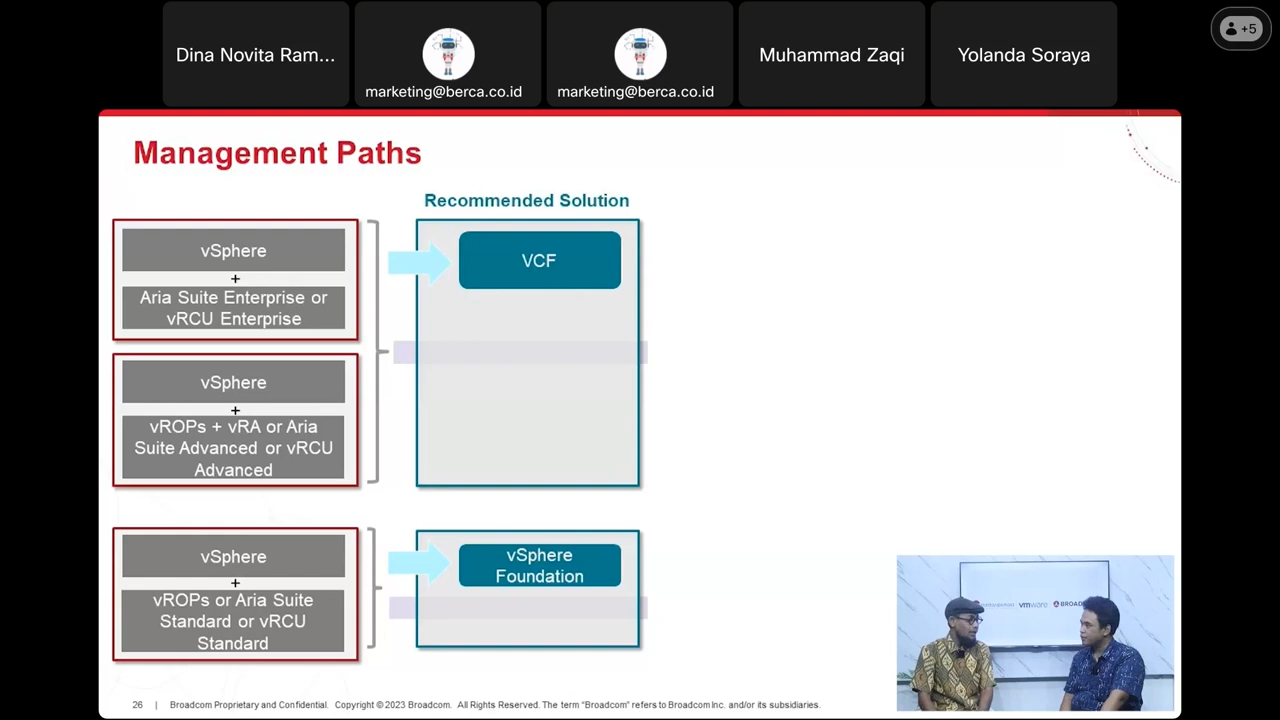 Dina Novita Ram...
marketing@berca.co.id
marketing@berca.co.id
Muhammad Zaqi
Yolanda Soraya
+5
Management Paths
Recommended Solution
vSphere
+
Aria Suite Enterprise or
vRCU Enterprise
VCF
vSphere
+
vROPs + vRA or Aria
Suite Advanced or vRCU
Advanced
vSphere
+
vROPs or Aria Suite
Standard or vRCU
Standard
vSphere
Foundation
vmware
26 | Broadcom Proprietary and Confidential. Copyright © 2023 Broadcom. All Rights Reserved. The term “Broadcom” refers to Broadcom Inc. and/or its subsidiaries.